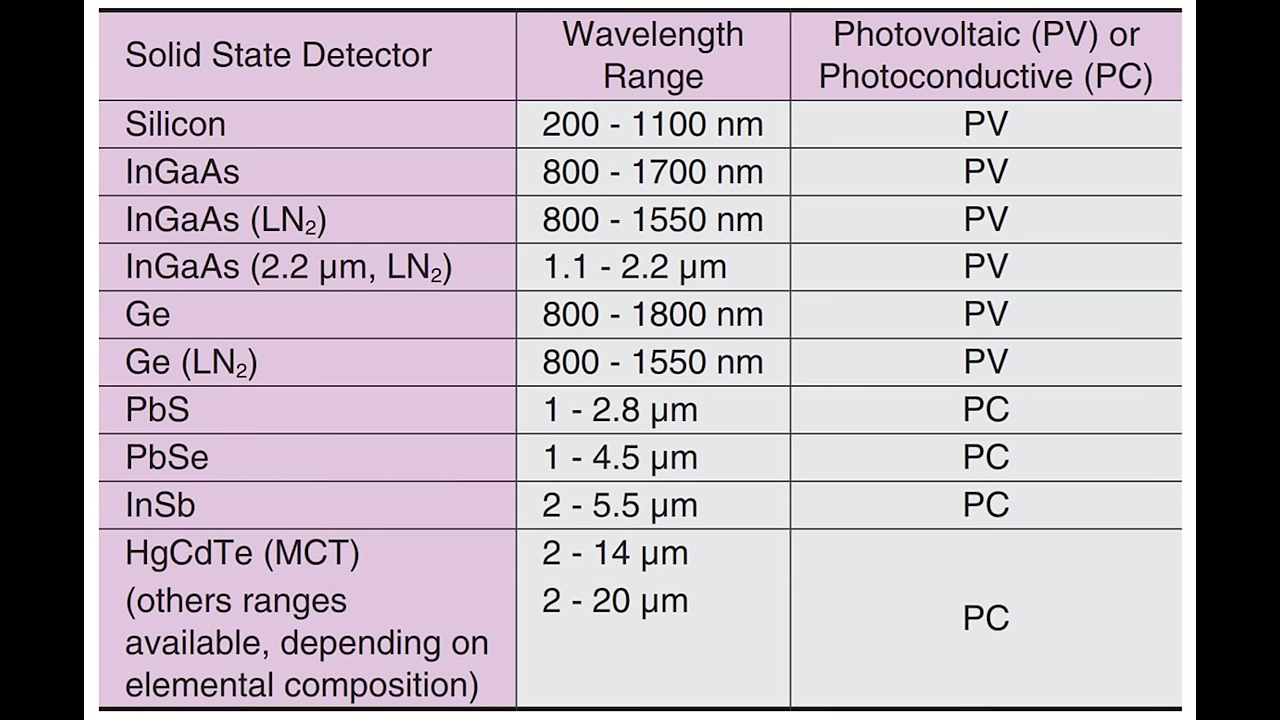 Solid State Detector
Wavelength
Range
Photovoltaic (PV) or
Photoconductive (PC)
Silicon 200 - 1100 nm PV
InGaAs 800 - 1700 nm PV
InGaAs (LN₂) 800 - 1550 nm PV
InGaAs (2.2 µm, LN₂) 1.1 - 2.2 µm PV
Ge 800 - 1800 nm PV
Ge (LN₂) 800 - 1550 nm PV
PbS 1 - 2.8 µm PC
PbSe 1 - 4.5 µm PC
InSb 2 - 5.5 µm PC
HgCdTe (MCT) 2 - 14 µm
(others ranges 2 - 20 µm
available, depending on
elemental composition)
PC